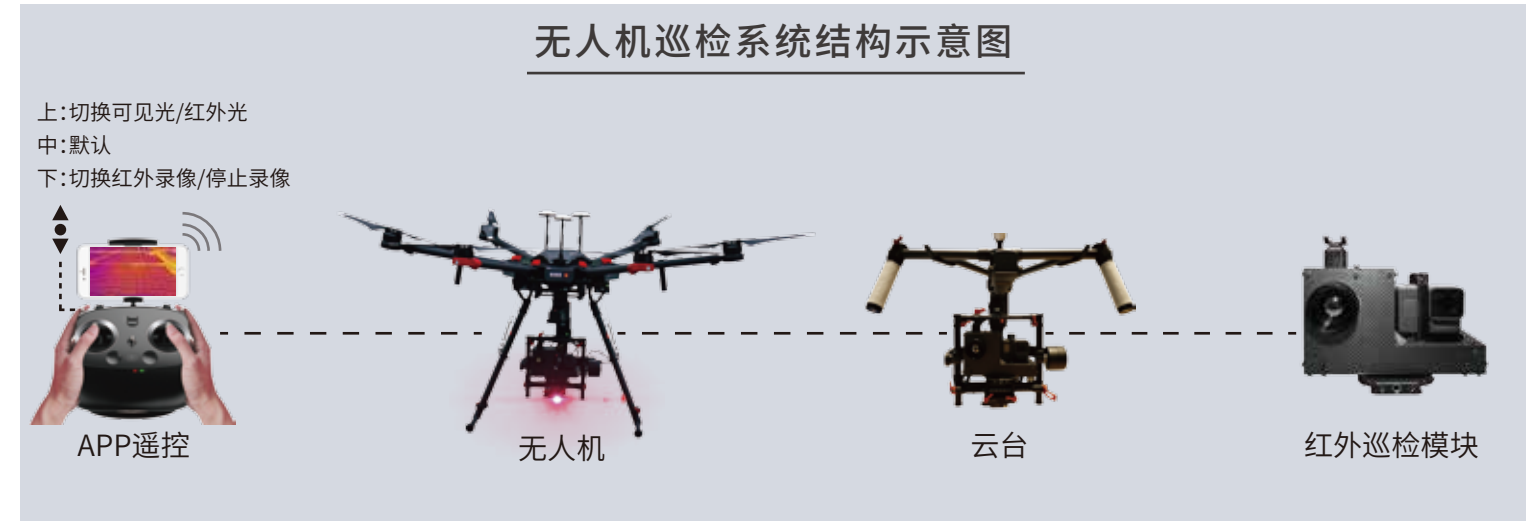 无人机巡检系统结构示意图
上:切换可见光/红外光
中:默认
下:切换红外录像/停止录像
APP遥控
无人机
云台
红外巡检模块